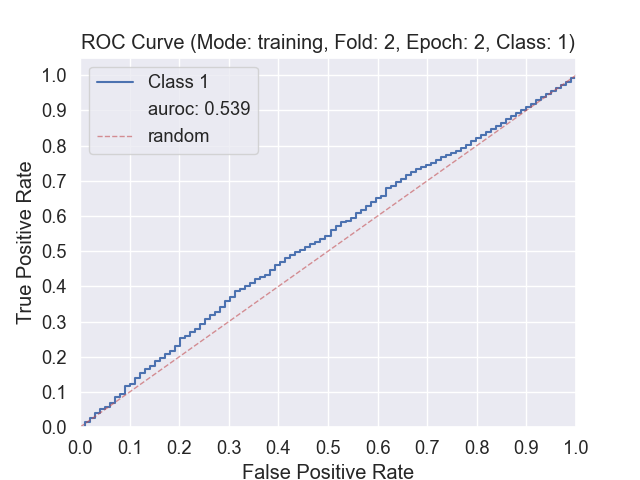 ROC Curve (Mode: training, Fold: 2, Epoch: 2, Class: 1)
1.0
0.9
0.8
0.7
0.6
0.5
0.4
0.3
0.2
0.1
0.0
True Positive Rate
Class 1
auroc: 0.539
random
0.0 0.1 0.2 0.3 0.4 0.5 0.6 0.7 0.8 0.9 1.0
False Positive Rate